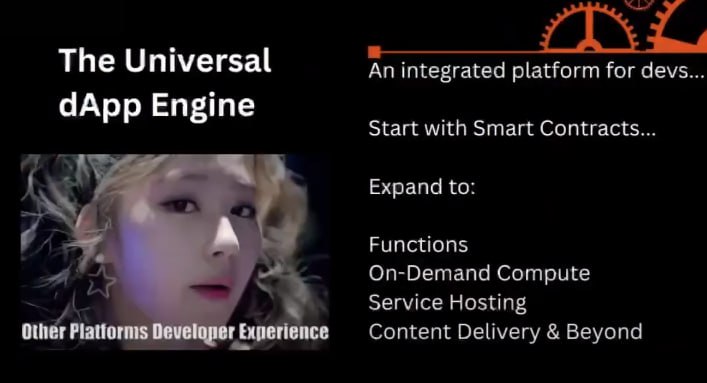 The Universal
dApp Engine
Other Platforms Developer Experience
An integrated platform for devs...
Start with Smart Contracts...
Expand to:
Functions
On-Demand Compute
Service Hosting
Content Delivery & Beyond